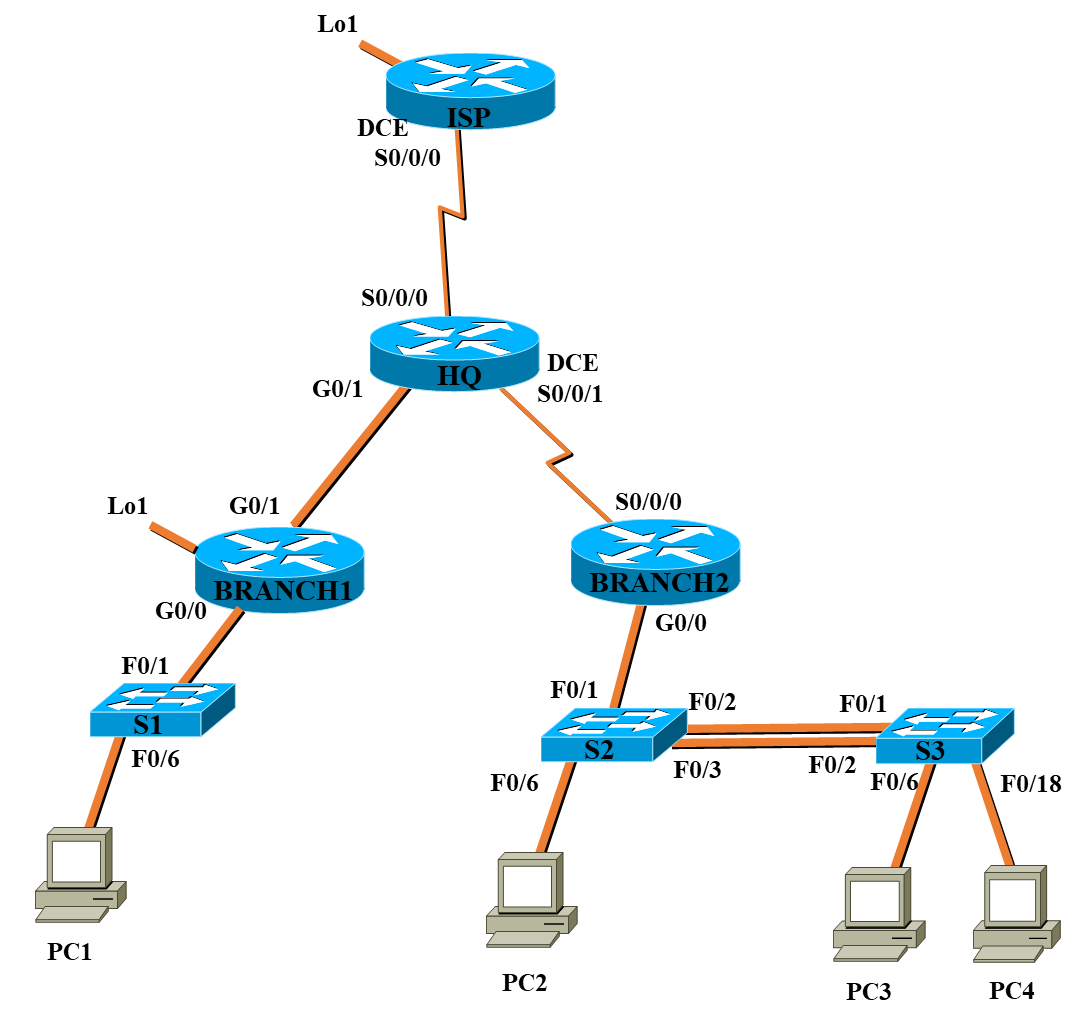 Lo1
ISP
DCE
S0/0/0
S0/0/0
HQ
DCE
G0/1
S0/0/1
Lo1
G0/1
S0/0/0
BRANCH1
BRANCH2
G0/0
G0/0
F0/1
F0/1
F0/2
F0/1
S1
S2
S3
F0/6
F0/3
F0/2
F0/6
F0/6
F0/18
PC1
PC2
PC3
PC4